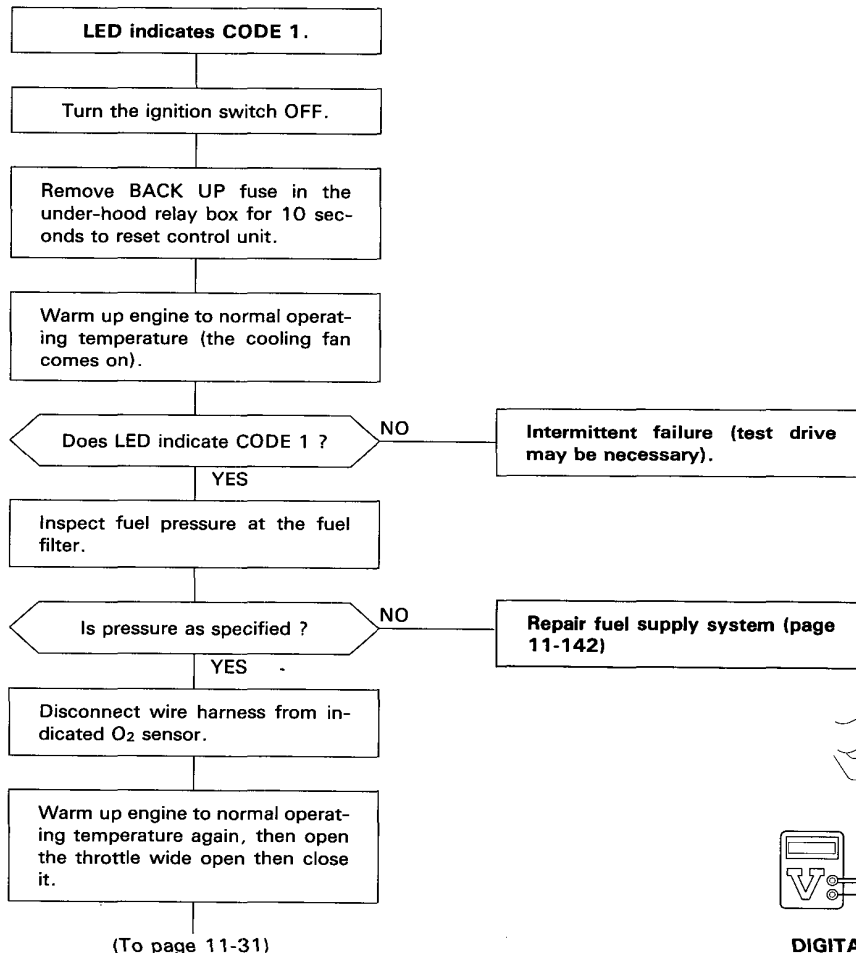 LED indicates CODE 1.
Turn the ignition switch OFF.
Remove BACK UP fuse in the
under-hood relay box for 10 sec-
onds to reset control unit.
Warm up engine to normal operat-
ing temperature (the cooling fan
comes on).
Does LED indicate CODE 1 ?
NO
Intermittent failure (test drive
may be necessary).
YES
Inspect fuel pressure at the fuel
filter.
Is pressure as specified ?
NO
Repair fuel supply system (page
11-142)
YES
Disconnect wire harness from in-
dicated O2 sensor.
Warm up engine to normal operat-
ing temperature again, then open
the throttle wide open then close
it.
V
(To page 11-31)
DIGITA